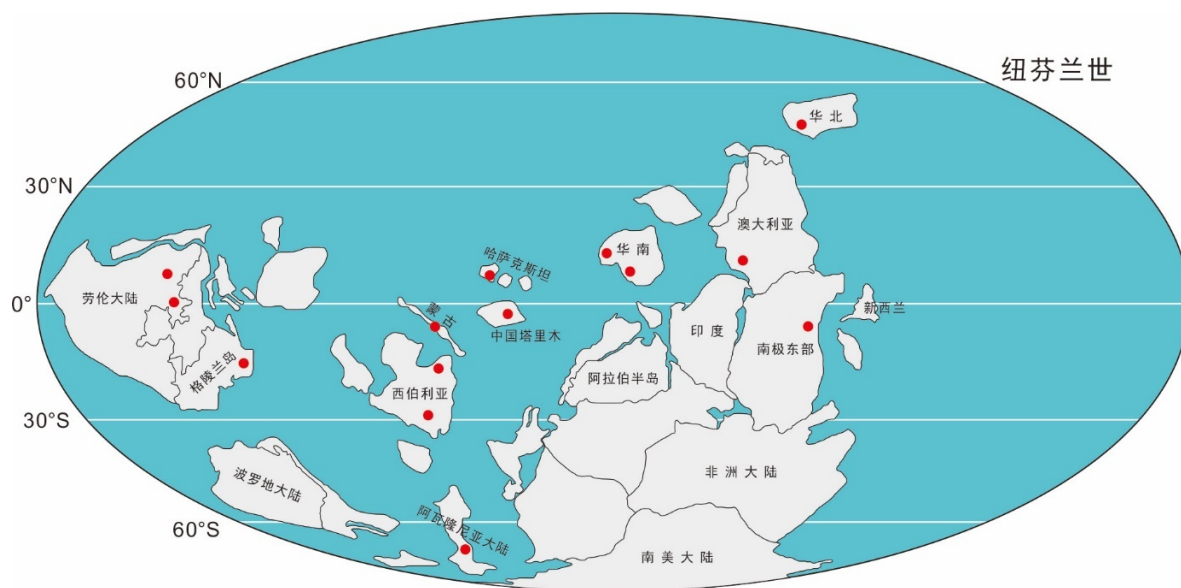 纽芬兰世
60°N
华北
30°N
澳大利亚
华南
哈萨克斯坦
劳伦大陆
0°
蒙古
中国塔里木
新西兰
印度
南极东部
格陵兰岛
西伯利亚
阿拉伯半岛
30°S
波罗地大陆
非洲大陆
60°S
阿瓦隆尼亚大陆
南美大陆